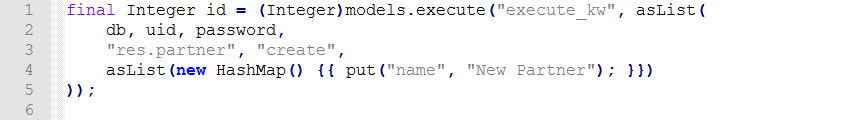 1 final Integer id = (Integer)models.execute("execute_kw", asList(
2     db, uid, password,
3     "res.partner", "create",
4     asList(new HashMap() {{ put("name", "New Partner"); }})
5 ));
6